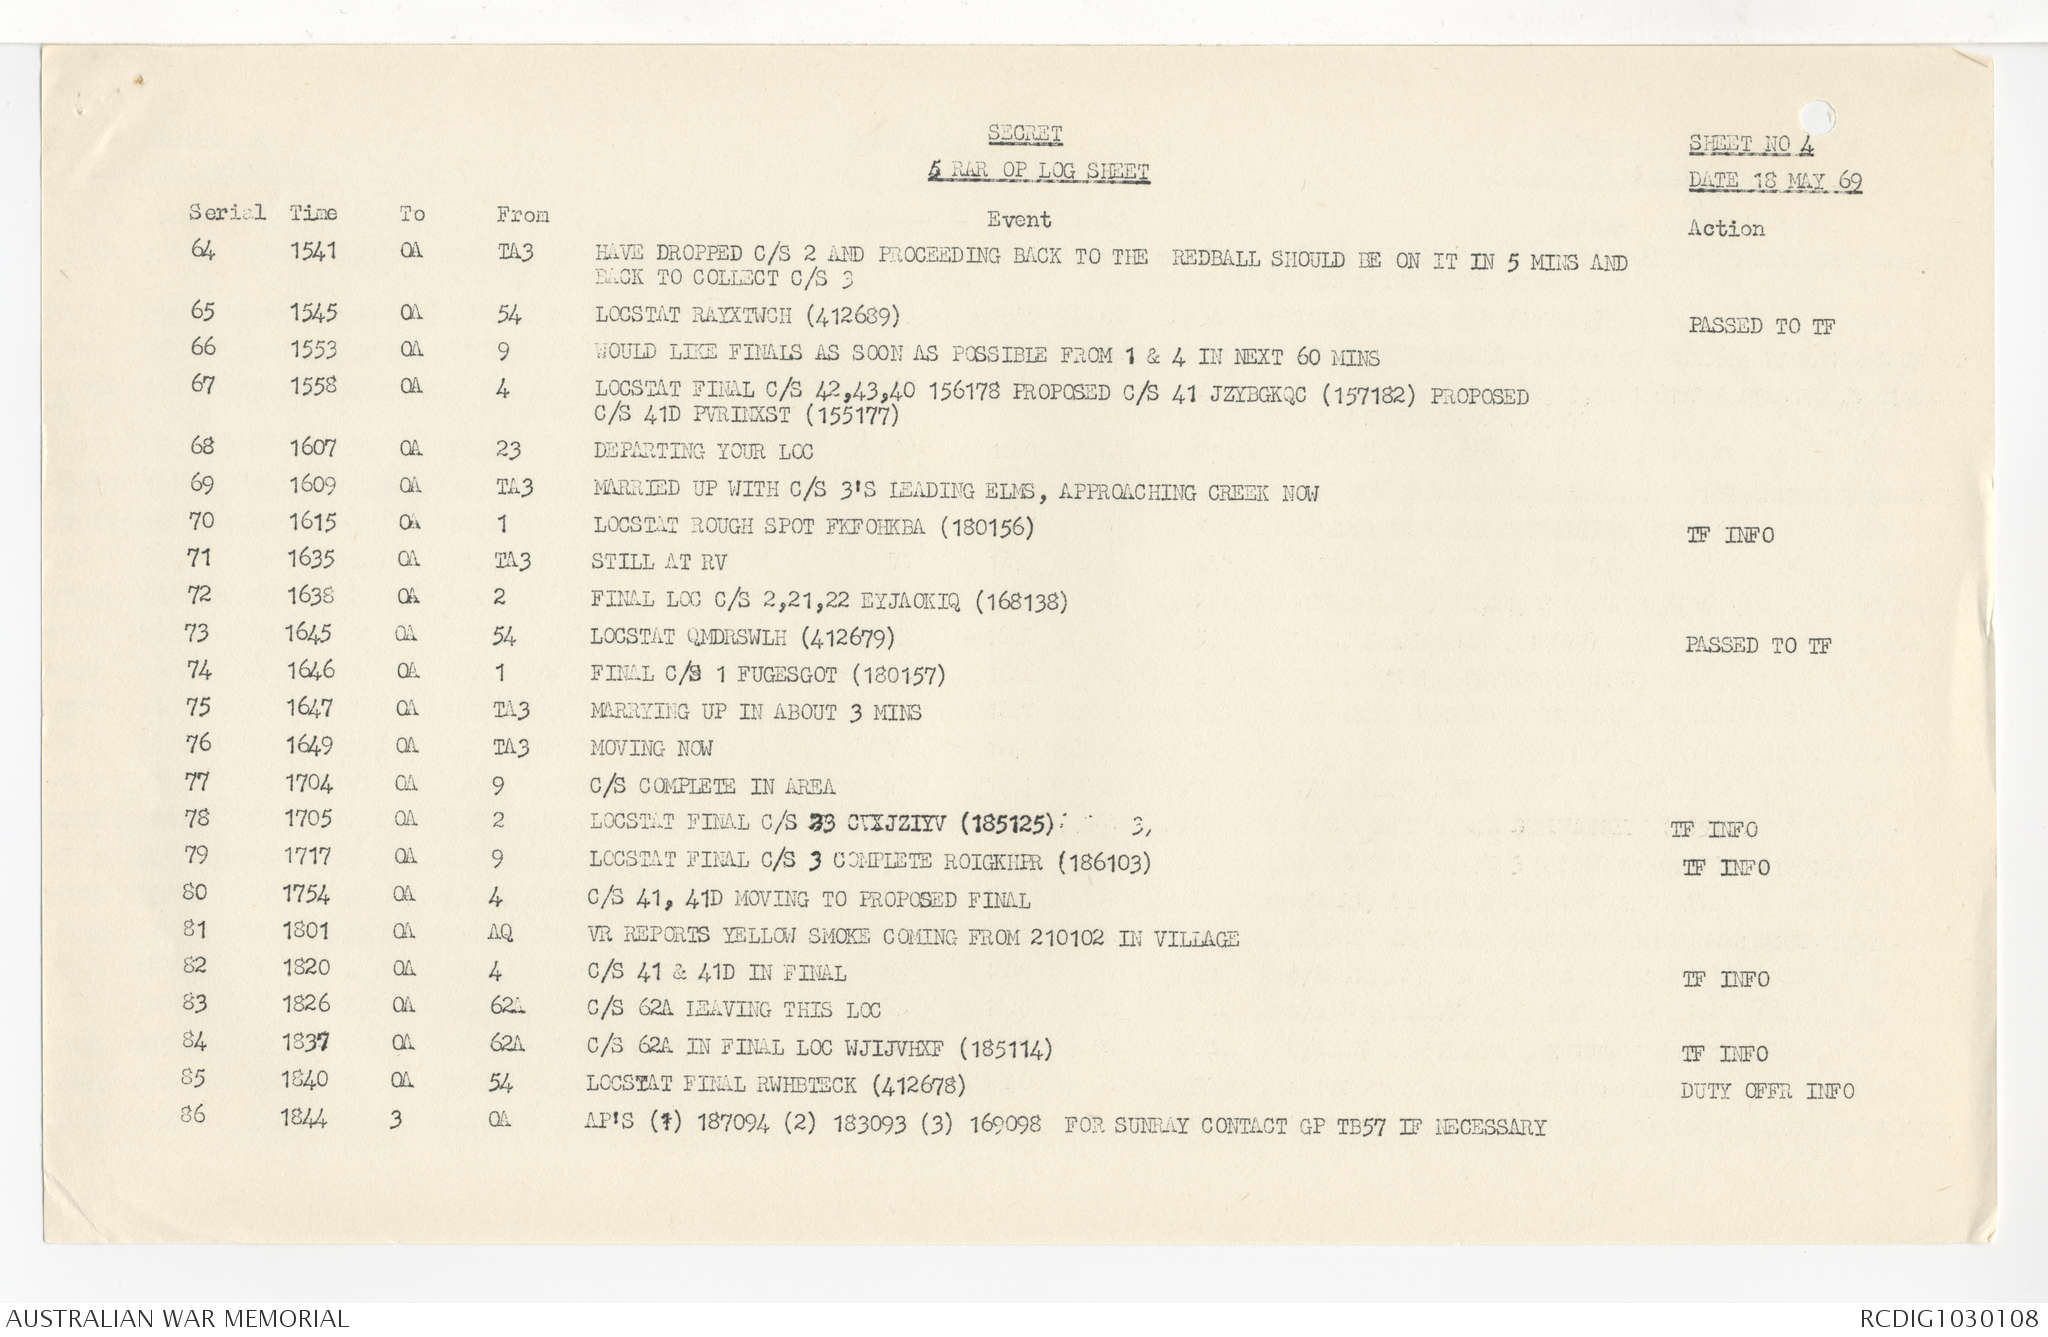 SECRET
5 RAR OP LOG SHEET
SHEET NO 4
DATE 18 MAY 69
Serial Time To From Event Action
64 1541 OA TA3 HAVE DROPPED C/S 2 AND PROCEEDING BACK TO THE REDBALL SHOULD BE ON IT IN 5 MINS AND
BACK TO COLLECT C/S 3
65 1545 OA 54 LOCSTAT RAYXTWCH (412689) PASSED TO TF
66 1553 OA 9 WOULD LIKE FINALS AS SOON AS POSSIBLE FROM 1 & 4 IN NEXT 60 MINS
67 1558 OA 4 LOCSTAT FINAL C/S 42,43,40 156178 PROPOSED C/S 41 JZYBGKQC (157182) PROPOSED
C/S 41D PVRINXST (155177)
68 1607 OA 23 DEPARTING YOUR LOC
69 1609 OA TA3 MARRIED UP WITH C/S 3'S LEADING ELMS, APPROACHING CREEK NOW
70 1615 OA 1 LOCSTAT ROUGH SPOT FKFOHKBA (180156) TF INFO
71 1635 OA TA3 STILL AT RV
72 1638 OA 2 FINAL LOC C/S 2,21,22 EYJAOKIQ (168138)
73 1645 OA 54 LOCSTAT QMDRSWLH (412679) PASSED TO TF
74 1646 OA 1 FINAL C/S 1 FUGESGOT (180157)
75 1647 OA TA3 MARRYING UP IN ABOUT 3 MINS
76 1649 OA TA3 MOVING NOW
77 1704 OA 9 C/S COMPLETE IN AREA
78 1705 OA 2 LOCSTAT FINAL C/S 23 CVXJZIYV (185125) 3, TF INFO
79 1717 OA 9 LOCSTAT FINAL C/S 3 COMPLETE ROIGKHPR (186103) TF INFO
80 1754 OA 4 C/S 41, 41D MOVING TO PROPOSED FINAL
81 1801 OA AQ VR REPORTS YELLOW SMOKE COMING FROM 210102 IN VILLAGE
82 1820 OA 4 C/S 41 & 41D IN FINAL TF INFO
83 1826 OA 62A C/S 62A LEAVING THIS LOC
84 1837 OA 62A C/S 62A IN FINAL LOC WJIJVHXF (185114) TF INFO
85 1840 OA 54 LOCSTAT FINAL RWHBTECK (412678) DUTY OFFR INFO
86 1844 3 OA AP'S (1) 187094 (2) 183093 (3) 169098 FOR SUNRAY CONTACT GP TB57 IF NECESSARY
AUSTRALIAN WAR MEMORIAL
RCDIG1030108